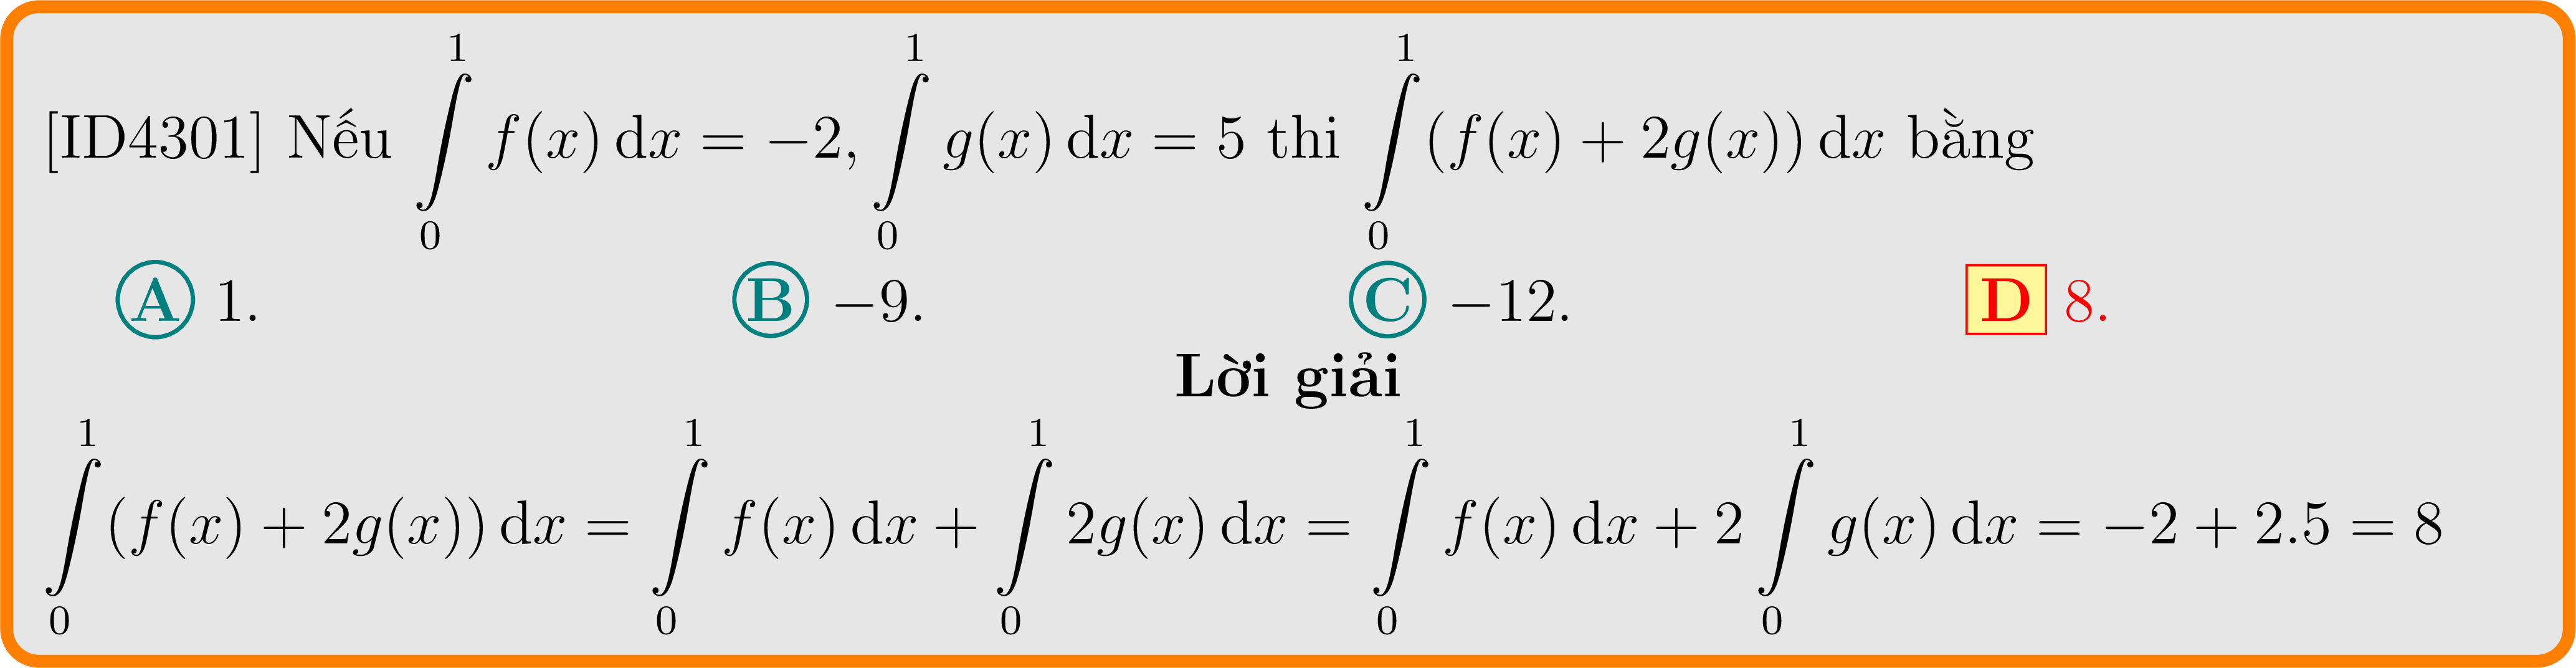 [ID4301] Nếu $\int\limits_0^1 f(x)\,\mathrm{d}x = -2, \int\limits_0^1 g(x)\,\mathrm{d}x = 5$ thi $\int\limits_0^1 (f(x) + 2g(x))\,\mathrm{d}x$ bằng
A 1. B −9. C −12. D 8.
Lời giải
$\int\limits_0^1 (f(x) + 2g(x))\,\mathrm{d}x = \int\limits_0^1 f(x)\,\mathrm{d}x + \int\limits_0^1 2g(x)\,\mathrm{d}x = \int\limits_0^1 f(x)\,\mathrm{d}x + 2\int\limits_0^1 g(x)\,\mathrm{d}x = -2 + 2.5 = 8$